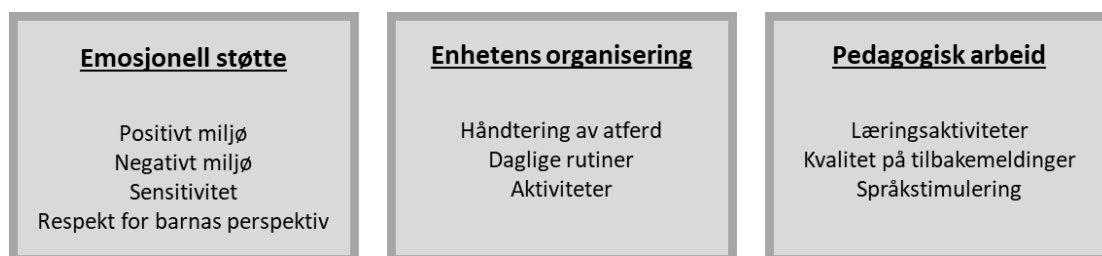 Emosjonell støtte
Positivt miljø
Negativt miljø
Sensitivitet
Respekt for barnas perspektiv
Enhetens organisering
Håndtering av atferd
Daglige rutiner
Aktiviteter
Pedagogisk arbeid
Læringsaktiviteter
Kvalitet på tilbakemeldinger
Språkstimulering